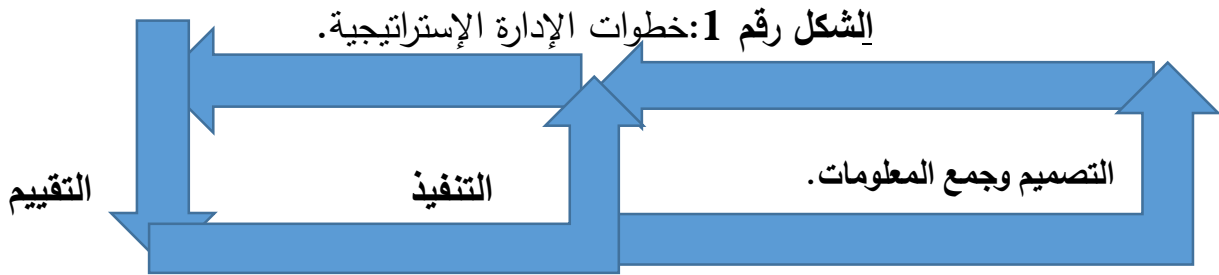 الشكل رقم 1:خطوات الإدارة الإستراتيجية.
التصميم وجمع المعلومات.
التنفيذ
التقييم